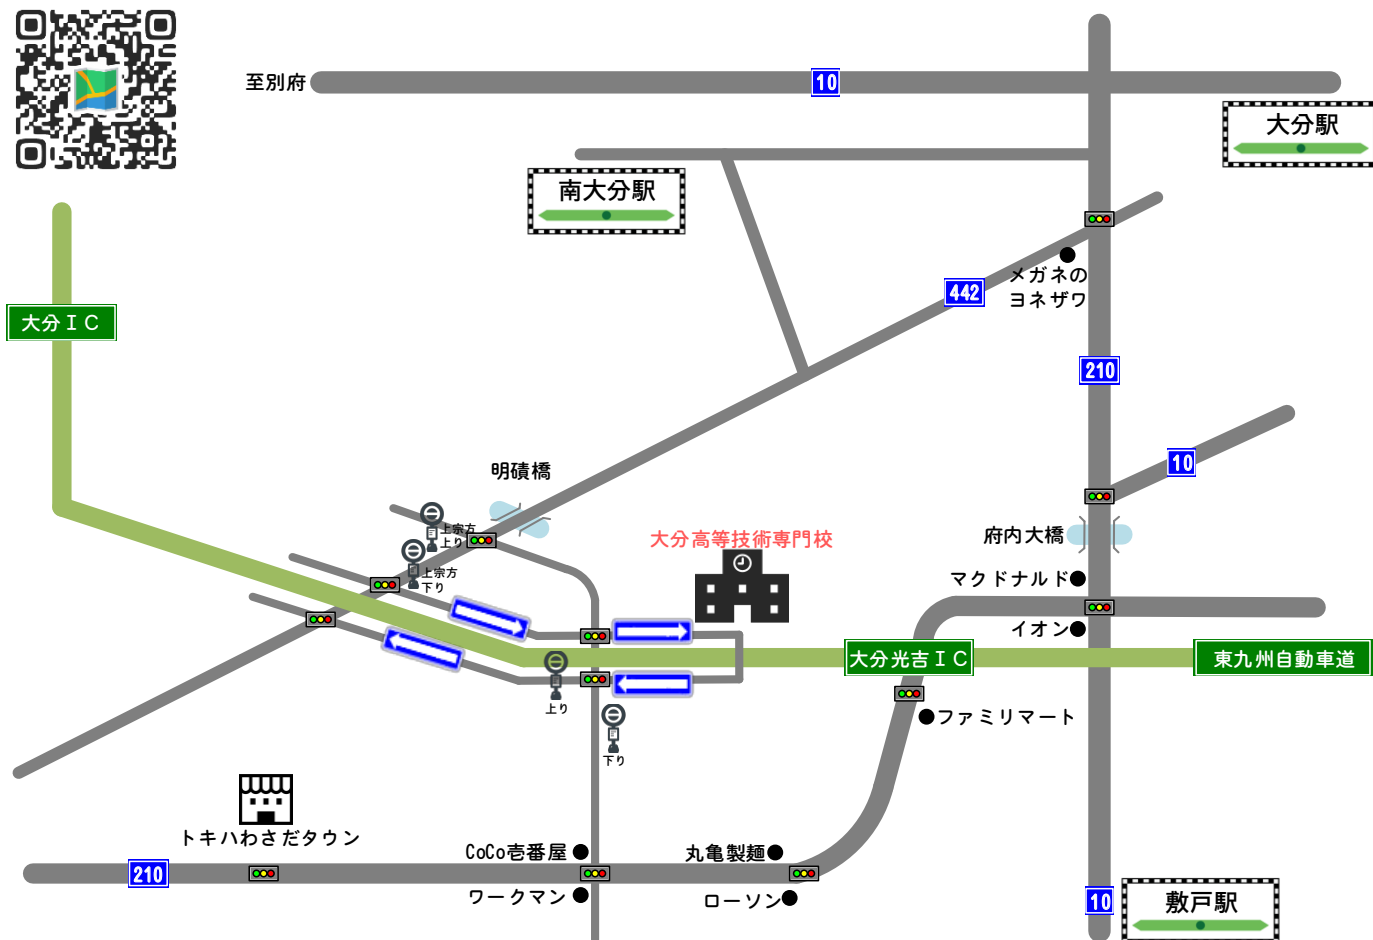 至別府
10
大分駅
南大分駅
メガネの
ヨネザワ
442
大分ＩＣ
210
10
明磧橋
上宗方
上り
上宗方
下り
大分高等技術専門校
府内大橋
マクドナルド
イオン
大分光吉ＩＣ
東九州自動車道
上り
下り
ファミリマート
トキハわさだタウン
CoCo壱番屋
丸亀製麺
210
ワークマン
ローソン
10
敷戸駅